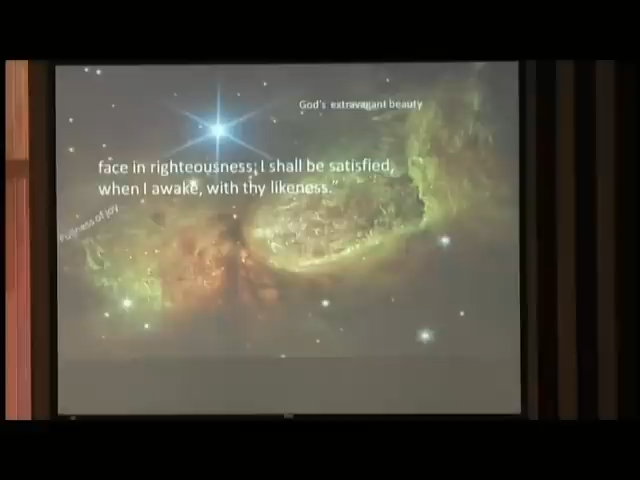 God's extravagant beauty
face in righteousness; I shall be satisfied,
when I awake, with thy likeness."
Fullness of joy